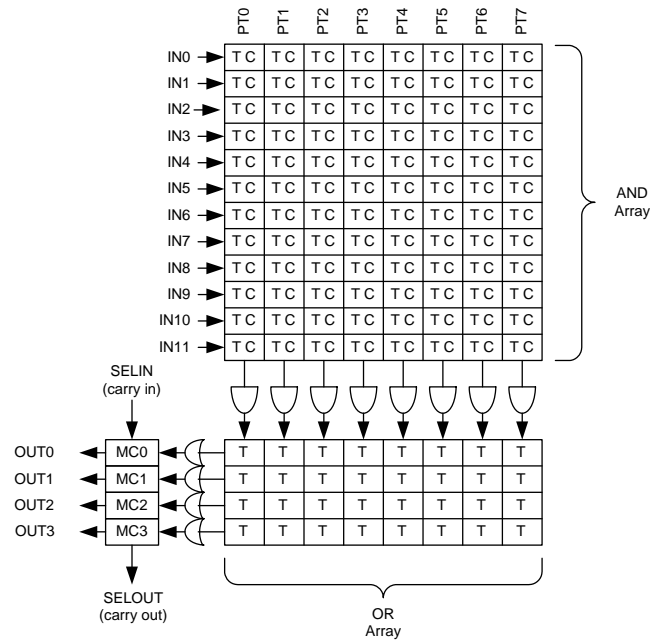 PT0 PT1 PT2 PT3 PT4 PT5 PT6 PT7
IN0 T C T C T C T C T C T C T C T C
IN1 T C T C T C T C T C T C T C T C
IN2 T C T C T C T C T C T C T C T C
IN3 T C T C T C T C T C T C T C T C
IN4 T C T C T C T C T C T C T C T C
IN5 T C T C T C T C T C T C T C T C
IN6 T C T C T C T C T C T C T C T C
IN7 T C T C T C T C T C T C T C T C
IN8 T C T C T C T C T C T C T C T C
IN9 T C T C T C T C T C T C T C T C
IN10 T C T C T C T C T C T C T C T C
IN11 T C T C T C T C T C T C T C T C
AND
Array
SELIN
(carry in)
OUT0 MC0 T T T T T T T T
OUT1 MC1 T T T T T T T T
OUT2 MC2 T T T T T T T T
OUT3 MC3 T T T T T T T T
SELOUT
(carry out)
OR
Array